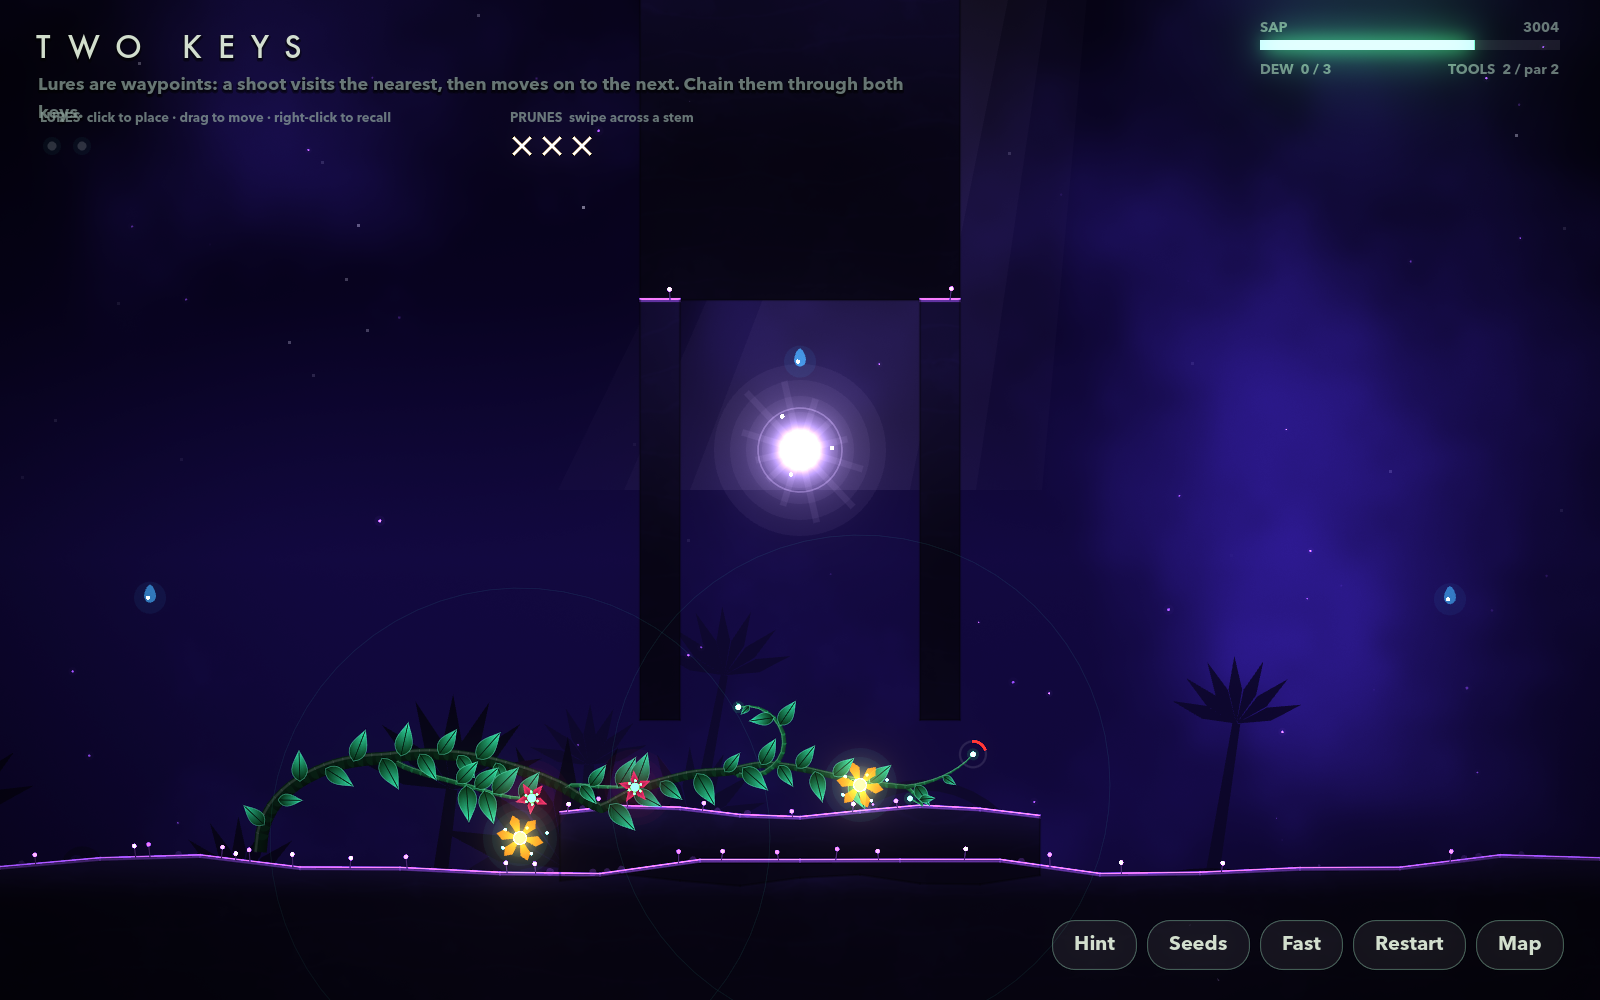 TWO KEYS
SAP 3004
DEW 0 / 3 TOOLS 2 / par 2
Lures are waypoints: a shoot visits the nearest, then moves on to the next. Chain them through both
keys.
LURES click to place · drag to move · right-click to recall
PRUNES swipe across a stem
Hint Seeds Fast Restart Map